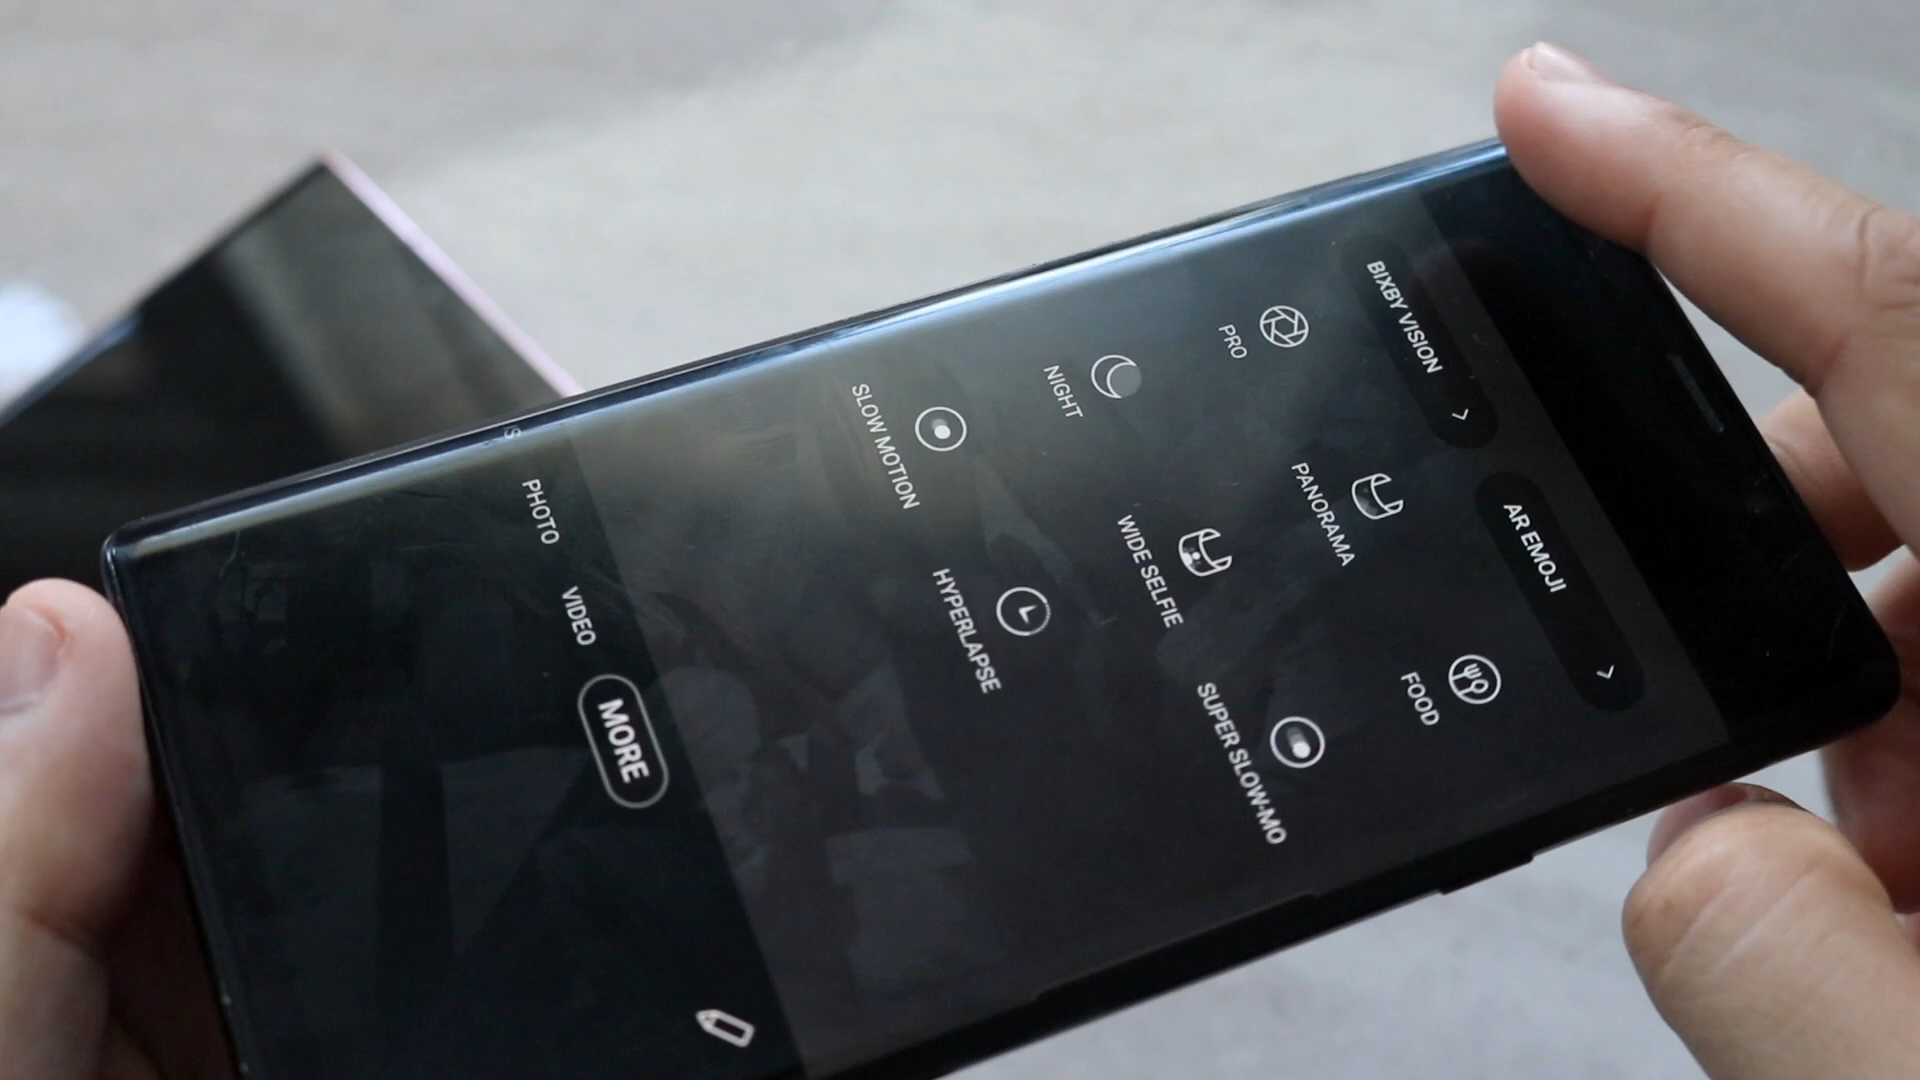 BIXBY VISION
AR EMOJI
PRO
PANORAMA
FOOD
NIGHT
WIDE SELFIE
SUPER SLOW-MO
SLOW MOTION
HYPERLAPSE
PHOTO
VIDEO
MORE